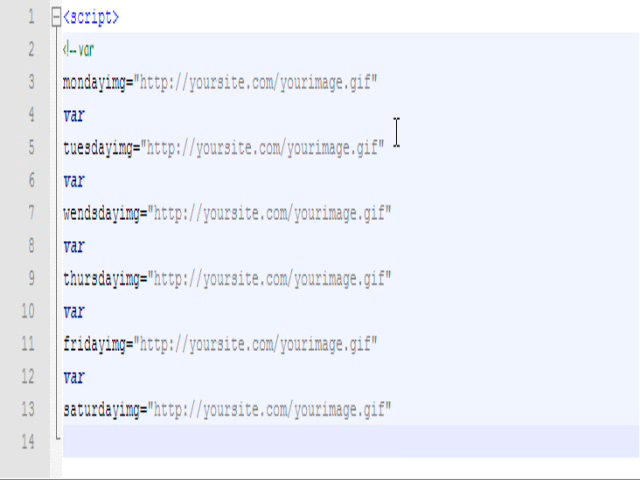 1 <script>
2 <!--var
3 mondayimg="http://yoursite.com/yourimage.gif"
4 var
5 tuesdayimg="http://yoursite.com/yourimage.gif"
6 var
7 wendsdayimg="http://yoursite.com/yourimage.gif"
8 var
9 thursdayimg="http://yoursite.com/yourimage.gif"
10 var
11 fridayimg="http://yoursite.com/yourimage.gif"
12 var
13 saturdayimg="http://yoursite.com/yourimage.gif"
14